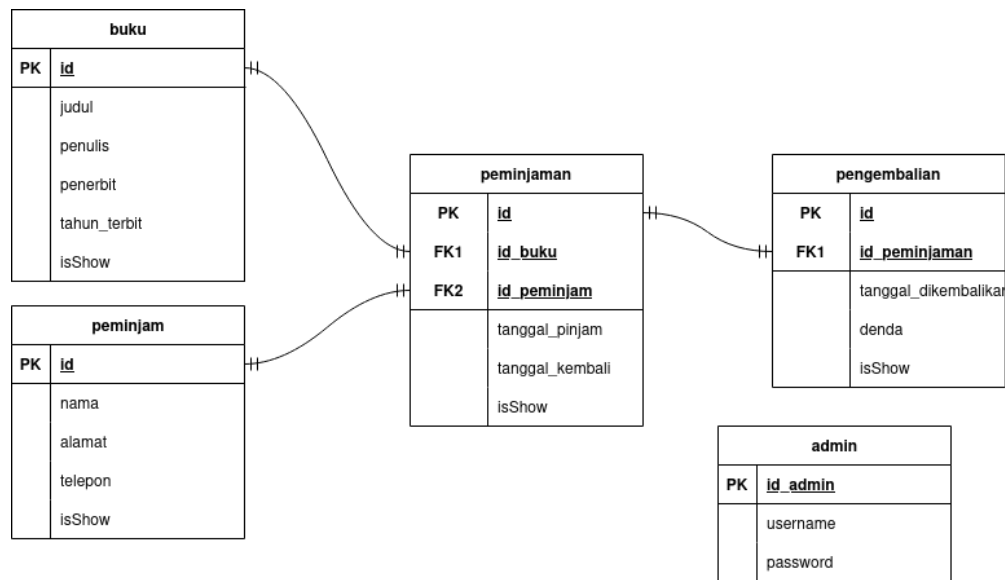 buku
PK id
judul
penulis
penerbit
tahun_terbit
isShow
peminjam
PK id
nama
alamat
telepon
isShow
peminjaman
PK id
FK1 id_buku
FK2 id_peminjam
tanggal_pinjam
tanggal_kembali
isShow
pengembalian
PK id
FK1 id_peminjaman
tanggal_dikembalikan
denda
isShow
admin
PK id_admin
username
password